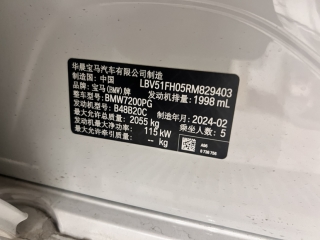 华晨宝马汽车有限公司制造
制造国：中国 LBV51FH05RM829403
品牌：宝马(BMW)牌 发动机排量：1998 mL
整车型号：BMW7200PG
发动机型号：B48B20C
最大允许总质量：2055 kg 制造年月：2024-02
发动机最大净功率：115 kW 乘坐人数：5
最大允许牵引质量：-- kg